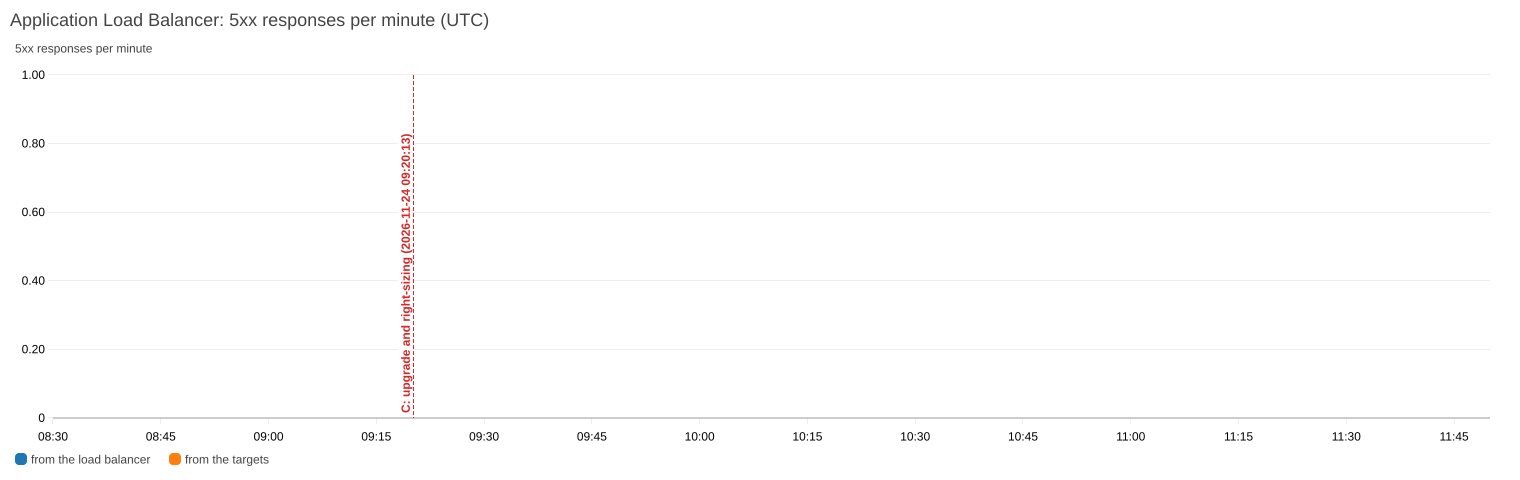 Application Load Balancer: 5xx responses per minute (UTC)
5xx responses per minute
1.00
0.80
0.60
0.40
0.20
0
C: upgrade and right-sizing (2026-11-24 09:20:13)
08:30 08:45 09:00 09:15 09:30 09:45 10:00 10:15 10:30 10:45 11:00 11:15 11:30 11:45
from the load balancer from the targets